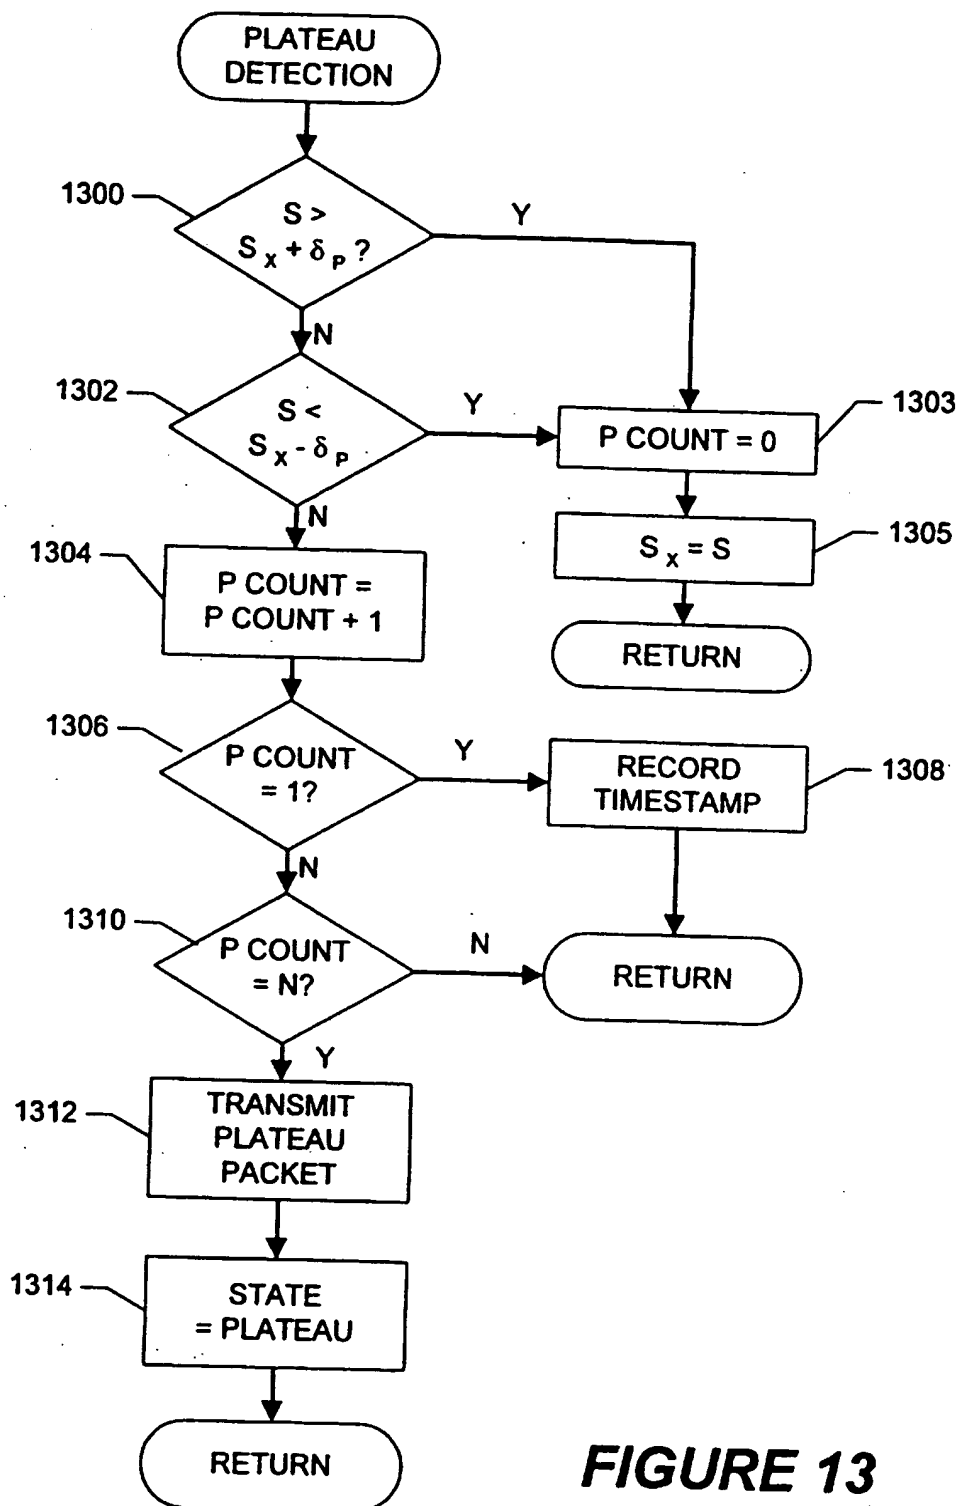 PLATEAU
DETECTION
1300
S >
S X + δ P ?
Y
N
1302
S <
S X - δ P
Y
1303
P COUNT = 0
N
1305
S X = S
1304
P COUNT =
P COUNT + 1
RETURN
1306
P COUNT
= 1?
Y
RECORD
TIMESTAMP
1308
N
1310
P COUNT
= N?
N
RETURN
Y
1312
TRANSMIT
PLATEAU
PACKET
1314
STATE
= PLATEAU
RETURN
FIGURE 13